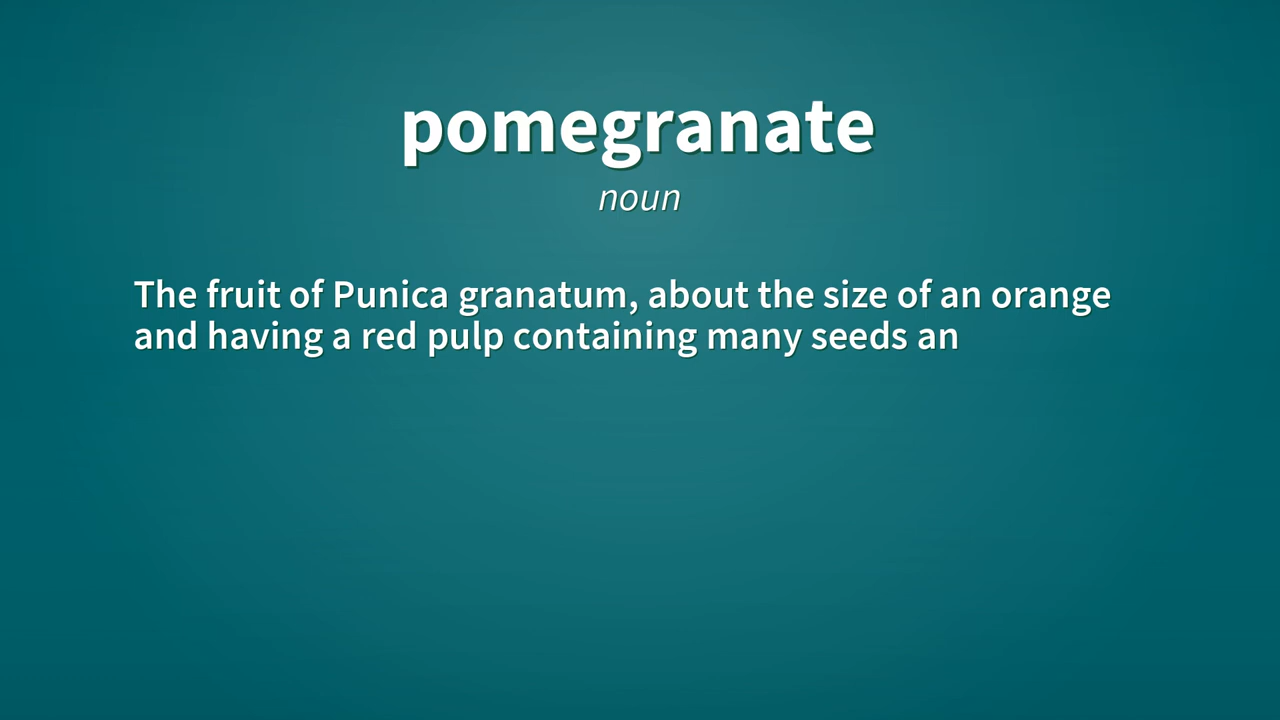 pomegranate
noun
The fruit of Punica granatum, about the size of an orange
and having a red pulp containing many seeds an